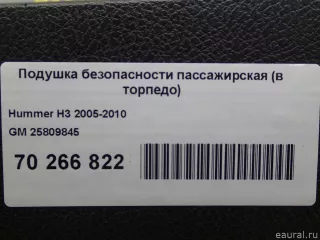 Подушка безопасности пассажирская (в
торпедо)
Hummer H3 2005-2010
GM 25809845
70 266 822
eaural.ru